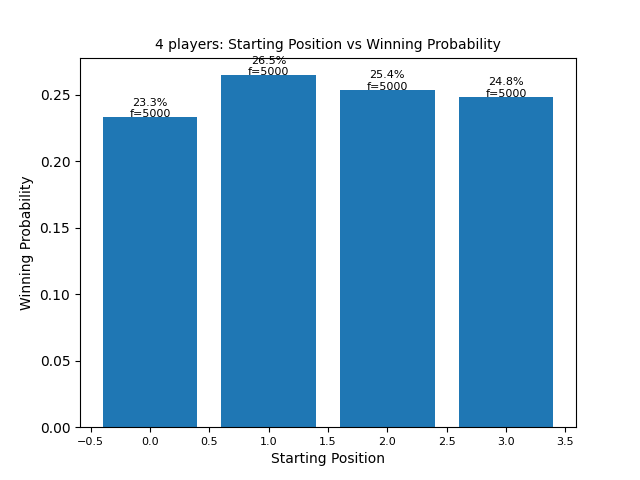 4 players: Starting Position vs Winning Probability
26.5%
f=5000
25.4%
f=5000
24.8%
f=5000
23.3%
f=5000
0.25
0.20
0.15
0.10
0.05
0.00
Winning Probability
−0.5 0.0 0.5 1.0 1.5 2.0 2.5 3.0 3.5
Starting Position